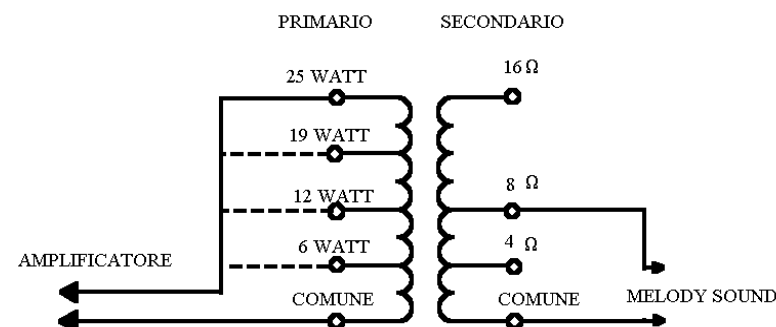 PRIMARIO SECONDARIO
25 WATT 16 Ω
19 WATT
12 WATT 8 Ω
6 WATT 4 Ω
AMPLIFICATORE
COMUNE COMUNE MELODY SOUND